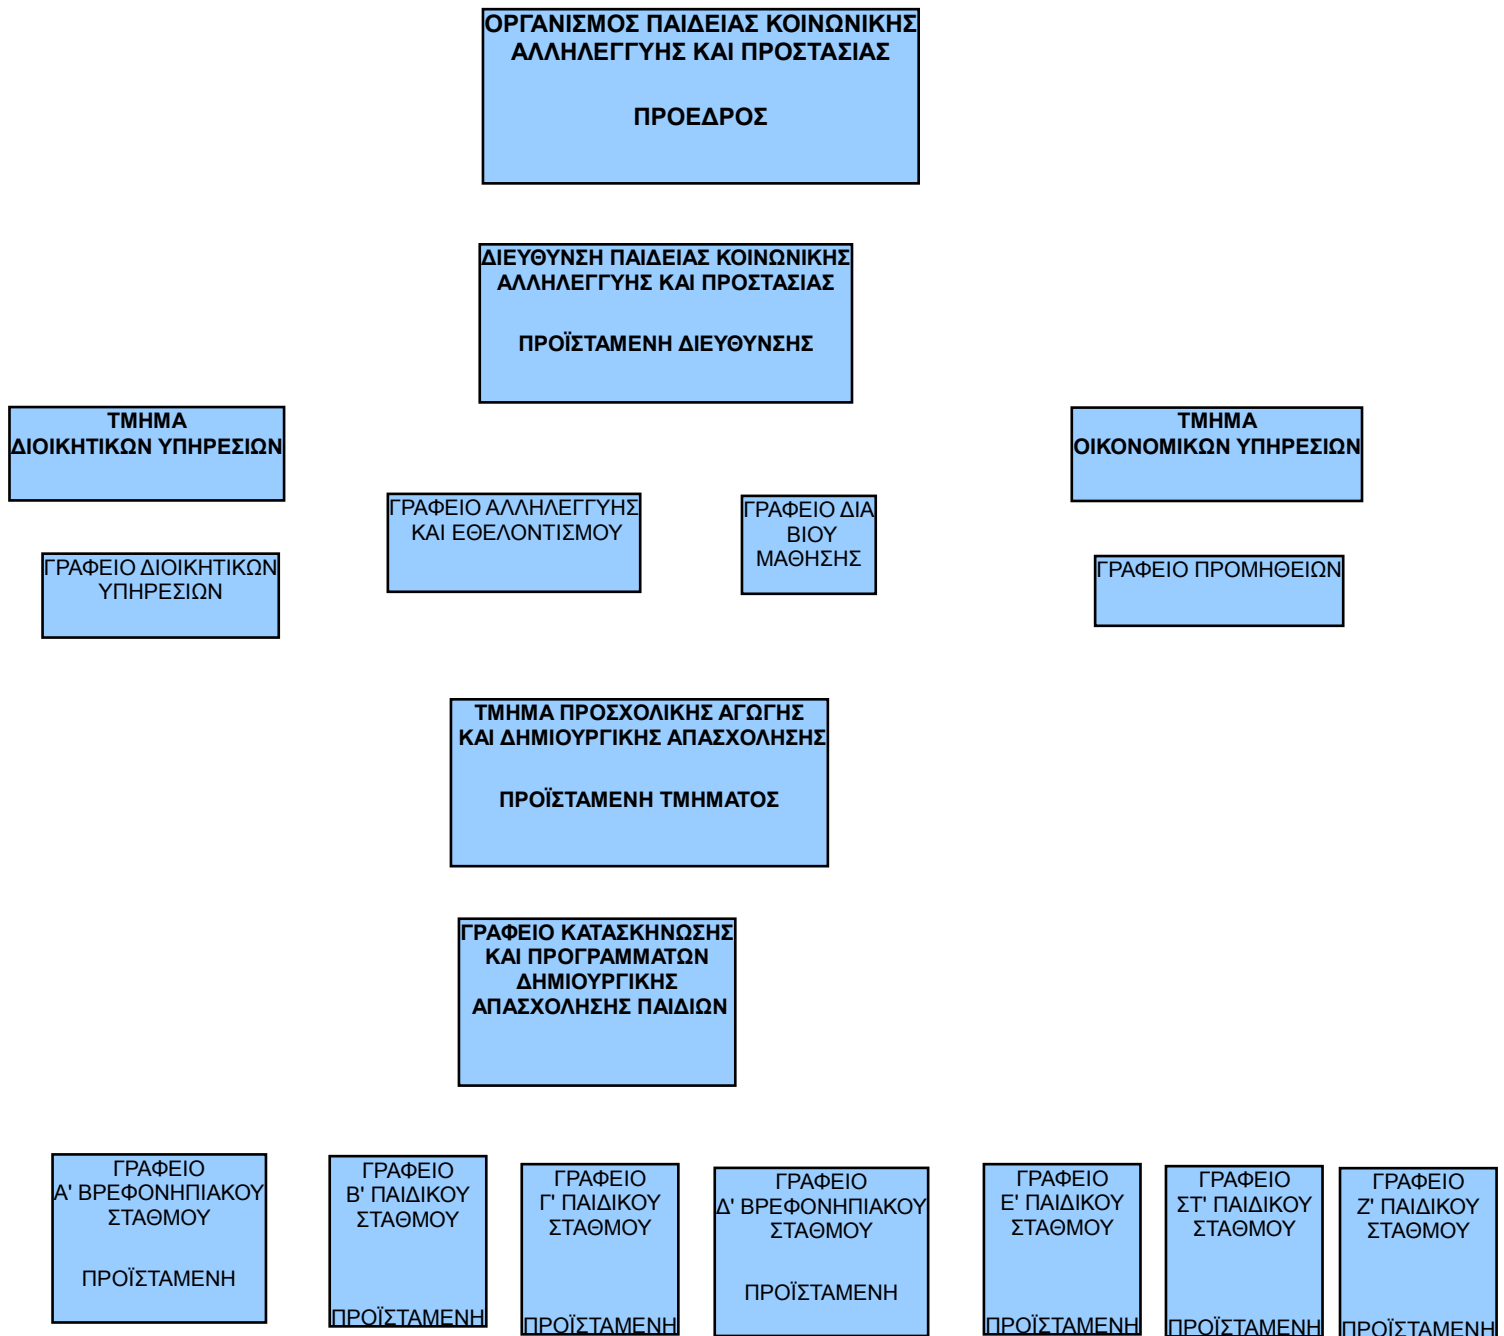 ΟΡΓΑΝΙΣΜΟΣ ΠΑΙΔΕΙΑΣ ΚΟΙΝΩΝΙΚΗΣ
ΑΛΛΗΛΕΓΓΥΗΣ ΚΑΙ ΠΡΟΣΤΑΣΙΑΣ
ΠΡΟΕΔΡΟΣ
ΔΙΕΥΘΥΝΣΗ ΠΑΙΔΕΙΑΣ ΚΟΙΝΩΝΙΚΗΣ
ΑΛΛΗΛΕΓΓΥΗΣ ΚΑΙ ΠΡΟΣΤΑΣΙΑΣ
ΠΡΟΪΣΤΑΜΕΝΗ ΔΙΕΥΘΥΝΣΗΣ
ΤΜΗΜΑ
ΔΙΟΙΚΗΤΙΚΩΝ ΥΠΗΡΕΣΙΩΝ
ΤΜΗΜΑ
ΟΙΚΟΝΟΜΙΚΩΝ ΥΠΗΡΕΣΙΩΝ
ΓΡΑΦΕΙΟ ΑΛΛΗΛΕΓΓΥΗΣ
ΚΑΙ ΕΘΕΛΟΝΤΙΣΜΟΥ
ΓΡΑΦΕΙΟ ΔΙΑ
ΒΙΟΥ
ΜΑΘΗΣΗΣ
ΓΡΑΦΕΙΟ ΔΙΟΙΚΗΤΙΚΩΝ
ΥΠΗΡΕΣΙΩΝ
ΓΡΑΦΕΙΟ ΠΡΟΜΗΘΕΙΩΝ
ΤΜΗΜΑ ΠΡΟΣΧΟΛΙΚΗΣ ΑΓΩΓΗΣ
ΚΑΙ ΔΗΜΙΟΥΡΓΙΚΗΣ ΑΠΑΣΧΟΛΗΣΗΣ
ΠΡΟΪΣΤΑΜΕΝΗ ΤΜΗΜΑΤΟΣ
ΓΡΑΦΕΙΟ ΚΑΤΑΣΚΗΝΩΣΗΣ
ΚΑΙ ΠΡΟΓΡΑΜΜΑΤΩΝ
ΔΗΜΙΟΥΡΓΙΚΗΣ
ΑΠΑΣΧΟΛΗΣΗΣ ΠΑΙΔΙΩΝ
ΓΡΑΦΕΙΟ
Α' ΒΡΕΦΟΝΗΠΙΑΚΟΥ
ΣΤΑΘΜΟΥ
ΠΡΟΪΣΤΑΜΕΝΗ
ΓΡΑΦΕΙΟ
Β' ΠΑΙΔΙΚΟΥ
ΣΤΑΘΜΟΥ
ΠΡΟΪΣΤΑΜΕΝΗ
ΓΡΑΦΕΙΟ
Γ' ΠΑΙΔΙΚΟΥ
ΣΤΑΘΜΟΥ
ΠΡΟΪΣΤΑΜΕΝΗ
ΓΡΑΦΕΙΟ
Δ' ΒΡΕΦΟΝΗΠΙΑΚΟΥ
ΣΤΑΘΜΟΥ
ΠΡΟΪΣΤΑΜΕΝΗ
ΓΡΑΦΕΙΟ
Ε' ΠΑΙΔΙΚΟΥ
ΣΤΑΘΜΟΥ
ΠΡΟΪΣΤΑΜΕΝΗ
ΓΡΑΦΕΙΟ
ΣΤ' ΠΑΙΔΙΚΟΥ
ΣΤΑΘΜΟΥ
ΠΡΟΪΣΤΑΜΕΝΗ
ΓΡΑΦΕΙΟ
Ζ' ΠΑΙΔΙΚΟΥ
ΣΤΑΘΜΟΥ
ΠΡΟΪΣΤΑΜΕΝΗ